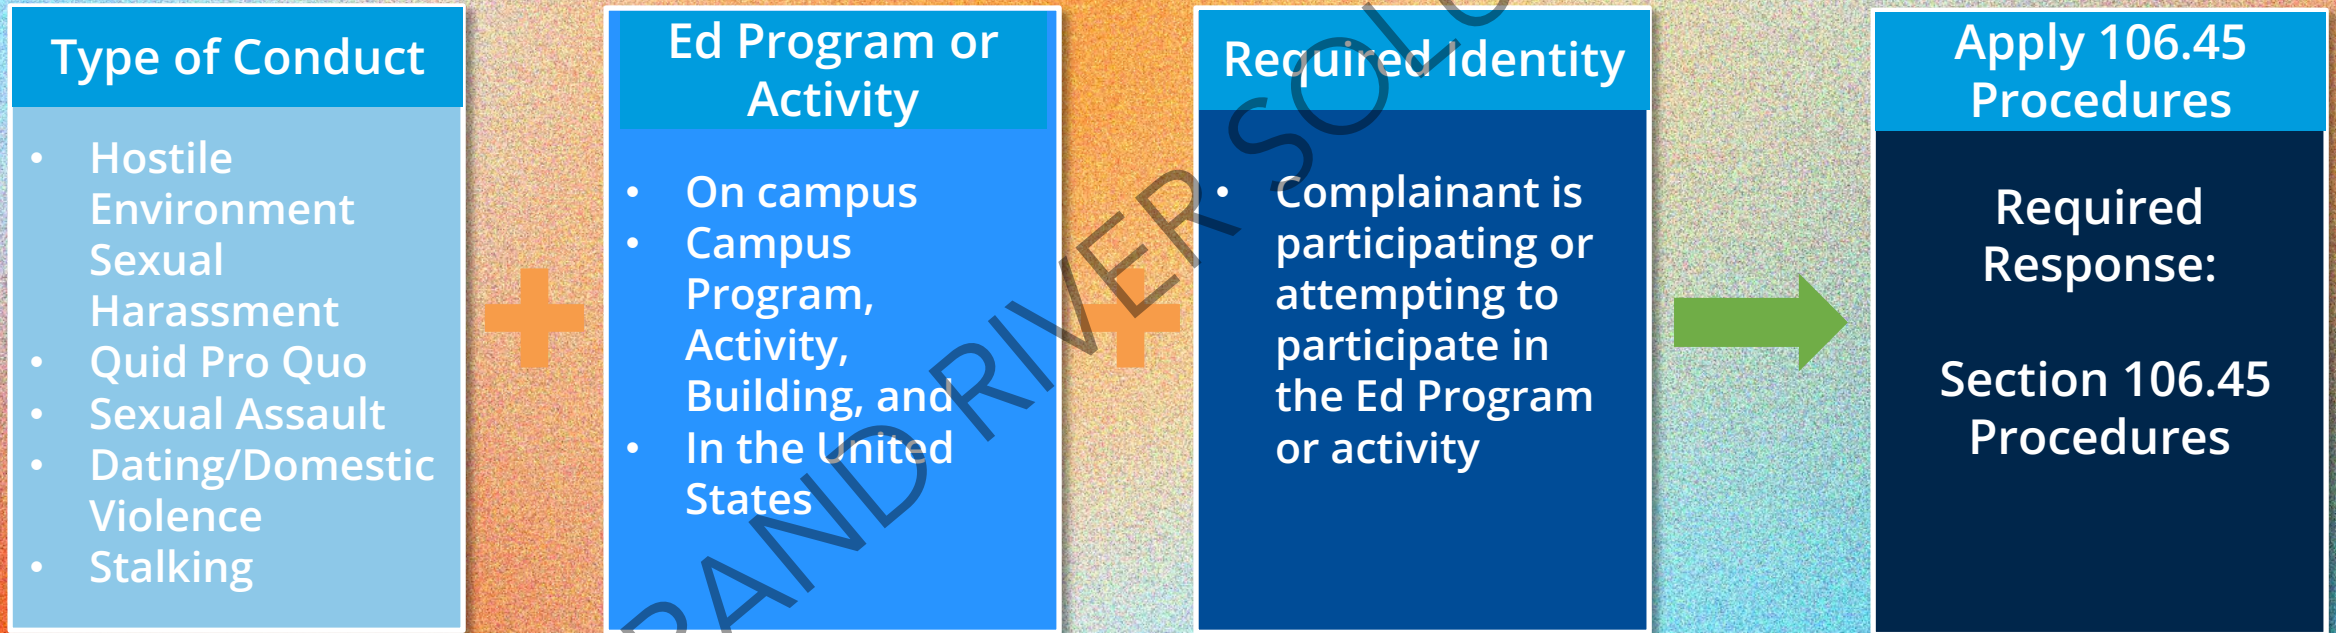 Type of Conduct
• Hostile
Environment
Sexual
Harassment
• Quid Pro Quo
• Sexual Assault
• Dating/Domestic
Violence
• Stalking
Ed Program or
Activity
• On campus
• Campus
Program,
Activity,
Building, and
• In the United
States
Required Identity
• Complainant is
participating or
attempting to
participate in
the Ed Program
or activity
Apply 106.45
Procedures
Required
Response:
Section 106.45
Procedures
RIVER